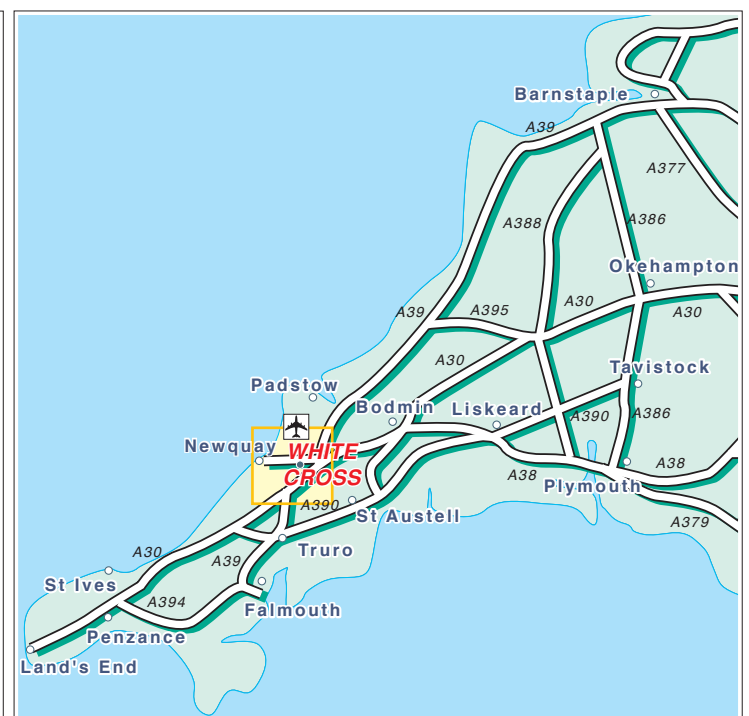 Barnstaple
A39
A377
A388
A386
Okehampton
A39
A395
A30
A30
A30
Tavistock
Padstow
Bodmin
Liskeard
A390
A386
Newquay
WHITE
CROSS
A38
A38
Plymouth
A390
St Austell
A379
Truro
A30
A39
St Ives
A394
Falmouth
Penzance
Land's End